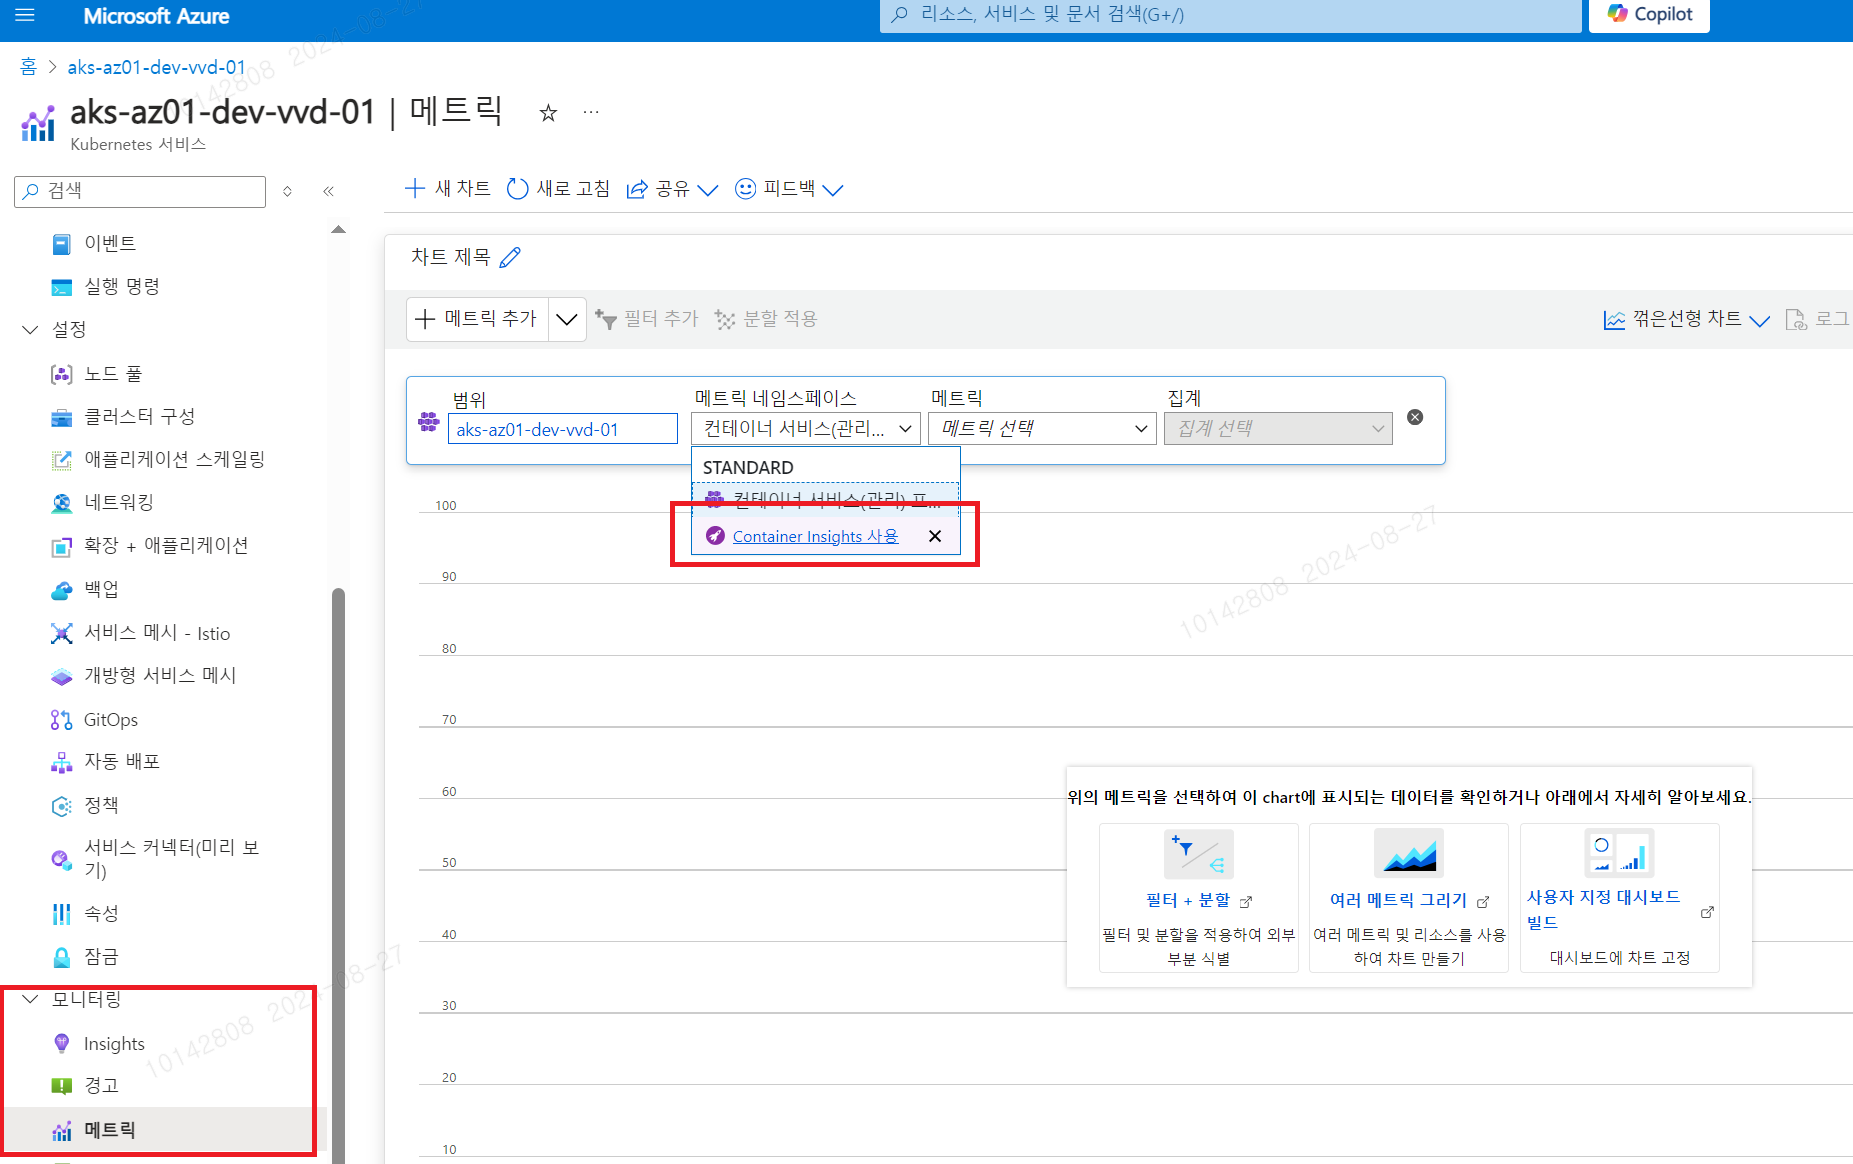 Microsoft Azure
리소스, 서비스 및 문서 검색(G+/)
Copilot
홈 > aks-az01-dev-vvd-01
aks-az01-dev-vvd-01 | 메트릭
Kubernetes 서비스
검색
새 차트
새로 고침
공유
피드백
이벤트
실행 명령
설정
노드 풀
클러스터 구성
애플리케이션 스케일링
네트워킹
확장 + 애플리케이션
백업
서비스 메시 - Istio
개방형 서비스 메시
GitOps
자동 배포
정책
서비스 커넥터(미리 보
기)
속성
잠금
모니터링
Insights
경고
메트릭
차트 제목
메트릭 추가
필터 추가
분할 적용
꺾은선형 차트
로그
범위
메트릭 네임스페이스
메트릭
집계
aks-az01-dev-vvd-01
컨테이너 서비스(관리...
메트릭 선택
집계 선택
STANDARD
컨테이너 서비스(관리) 프...
Container Insights 사용
100
90
80
70
60
50
40
30
20
10
위의 메트릭을 선택하여 이 chart에 표시되는 데이터를 확인하거나 아래에서 자세히 알아보세요.
필터 + 분할
필터 및 분할을 적용하여 외부
부분 식별
여러 메트릭 그리기
여러 메트릭 및 리소스를 사용
하여 차트 만들기
사용자 지정 대시보드
빌드
대시보드에 차트 고정
10142808 2024-08-27
10142808 2024-08-27
10142808 2024-08-27